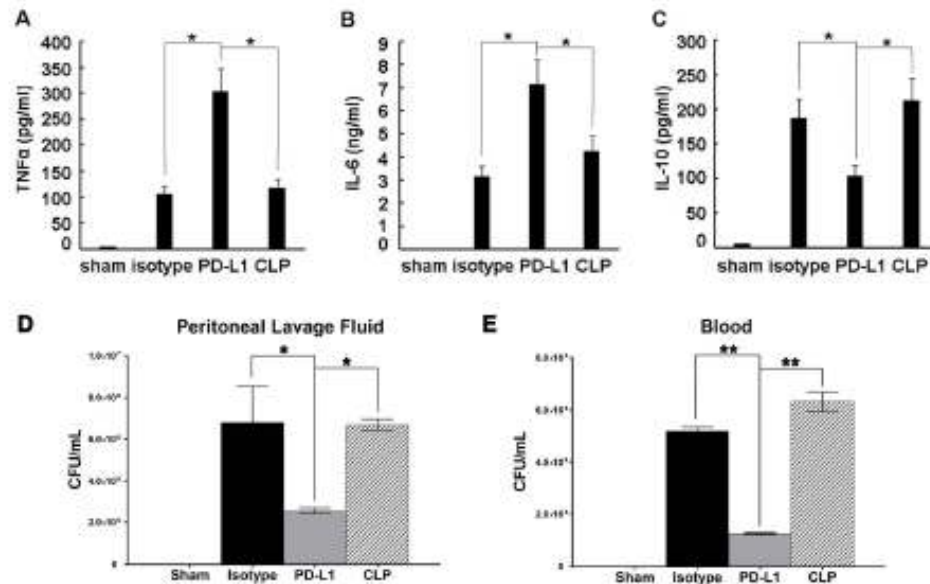 A
TNFα (pg/ml)
400
350
300
250
200
150
100
50
0
* *
sham isotype PD-L1 CLP
B
IL-6 (ng/ml)
9
8
7
6
5
4
3
2
1
0
* *
sham isotype PD-L1 CLP
C
IL-10 (pg/ml)
300
250
200
150
100
50
0
* *
sham isotype PD-L1 CLP
D
Peritoneal Lavage Fluid
CFU/mL
0
* *
Sham Isotype PD-L1 CLP
E
Blood
CFU/mL
0
** **
Sham Isotype PD-L1 CLP